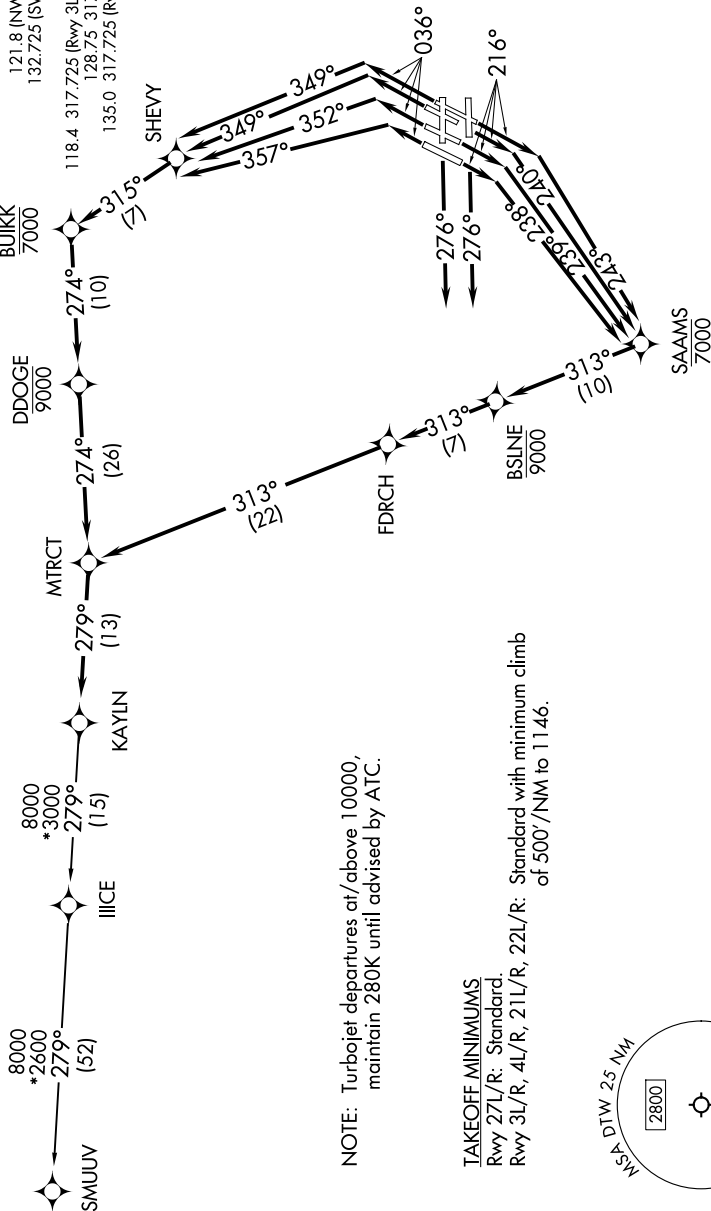 121.8 (NW
132.725 (SW
118.4 317.725 (Rwy 3L
128.75 31
135.0 317.725 (R
SHEVY
BUIKK
7000
315°
(7)
349°
349°
352°
357°
036°
216°
276°
276°
238°
239°
240°
243°
SAAMS
7000
313°
(10)
BSLNE
9000
313°
(7)
FDRCH
313°
(22)
274°
(10)
DDOGE
9000
274°
(26)
MTRCT
279°
(13)
KAYLN
8000
*3000
279°
(15)
IIICE
8000
*2600
279°
(52)
SMUUV
NOTE: Turbojet departures at/above 10000,
maintain 280K until advised by ATC.
TAKEOFF MINIMUMS
Rwy 27L/R: Standard.
Rwy 3L/R, 4L/R, 21L/R, 22L/R: Standard with minimum climb
of 500'/NM to 1146.
MSA DTW 25 NM
2800